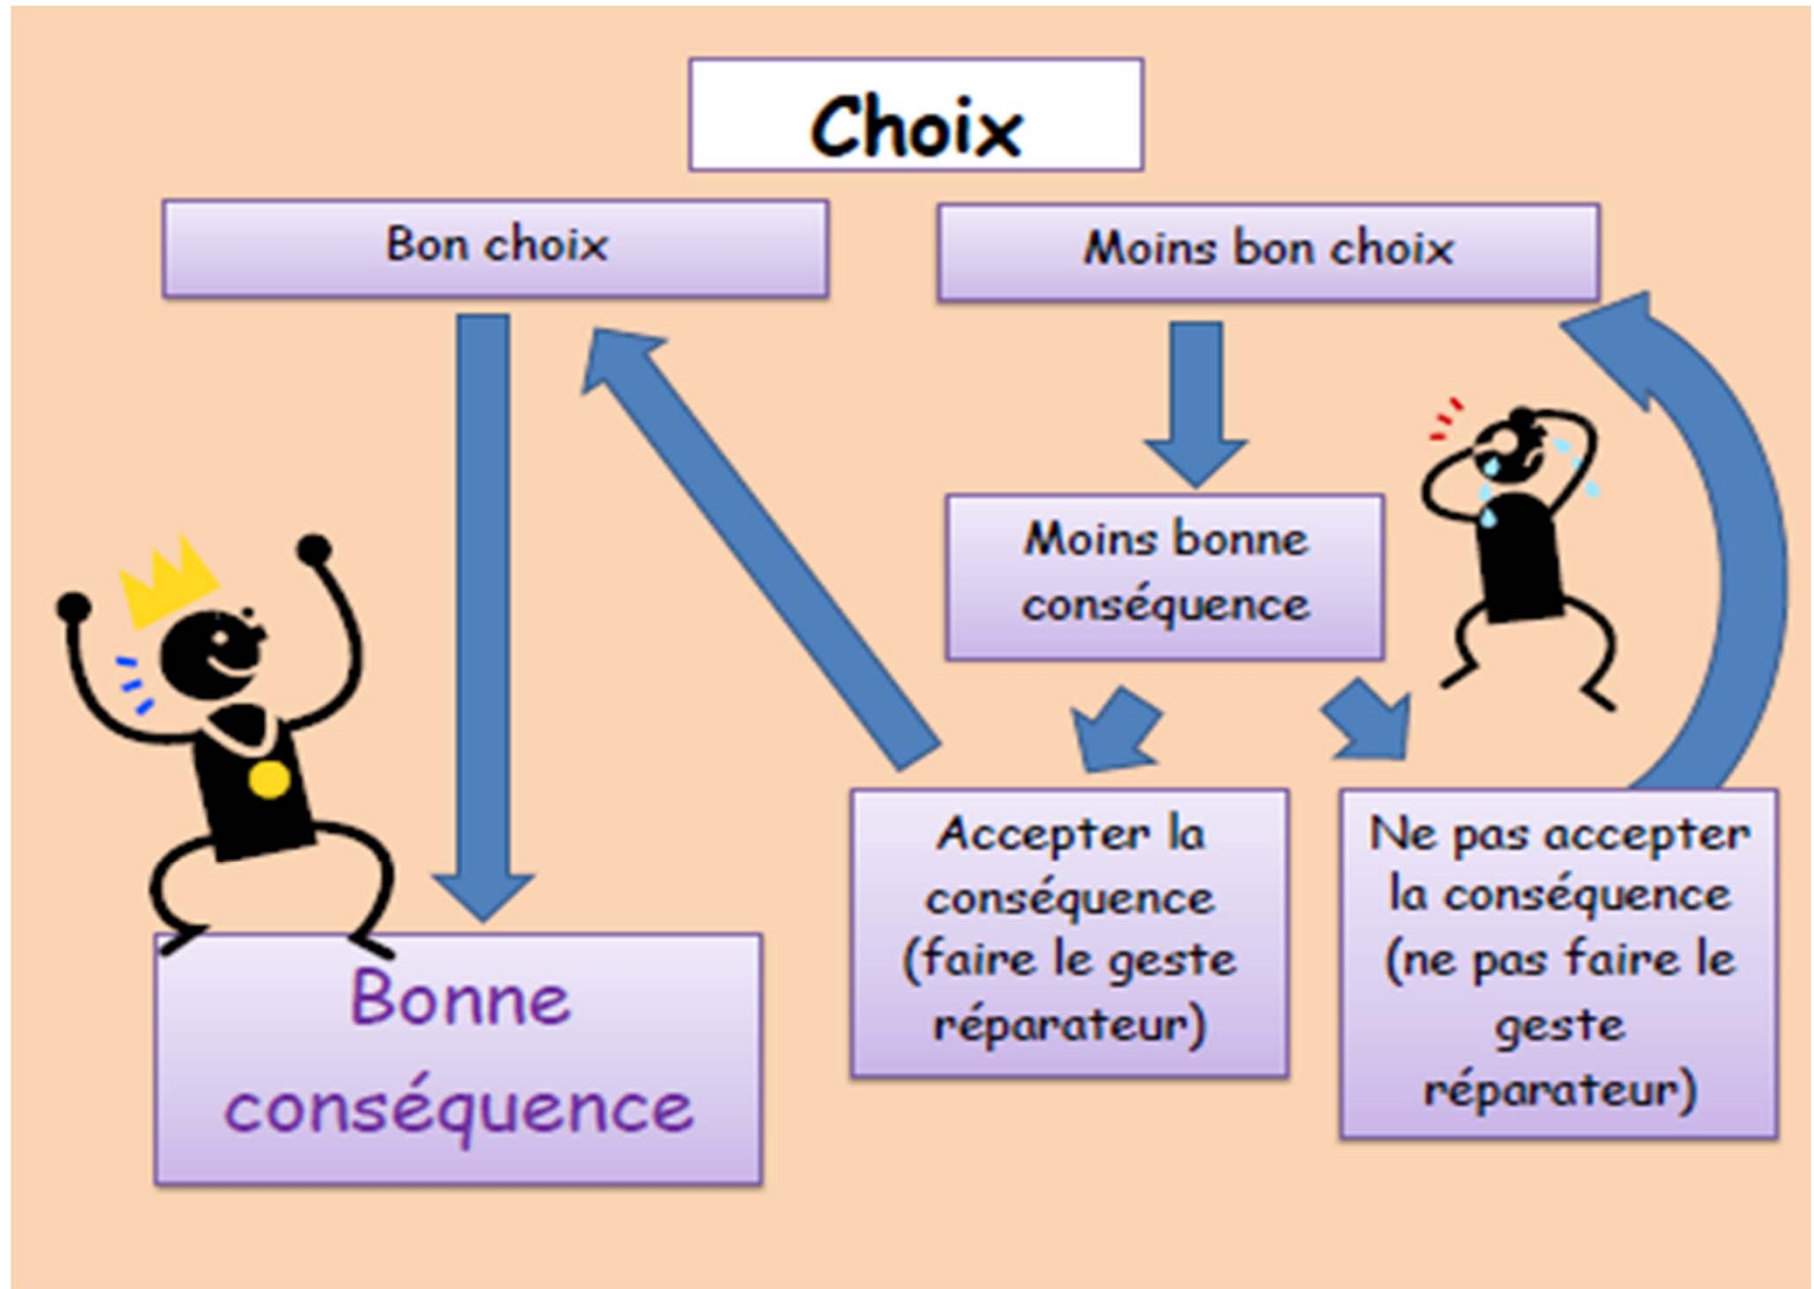 Choix
Bon choix
Moins bon choix
Moins bonne
conséquence
Accepter la
conséquence
(faire le geste
réparateur)
Ne pas accepter
la conséquence
(ne pas faire le
geste
réparateur)
Bonne
conséquence